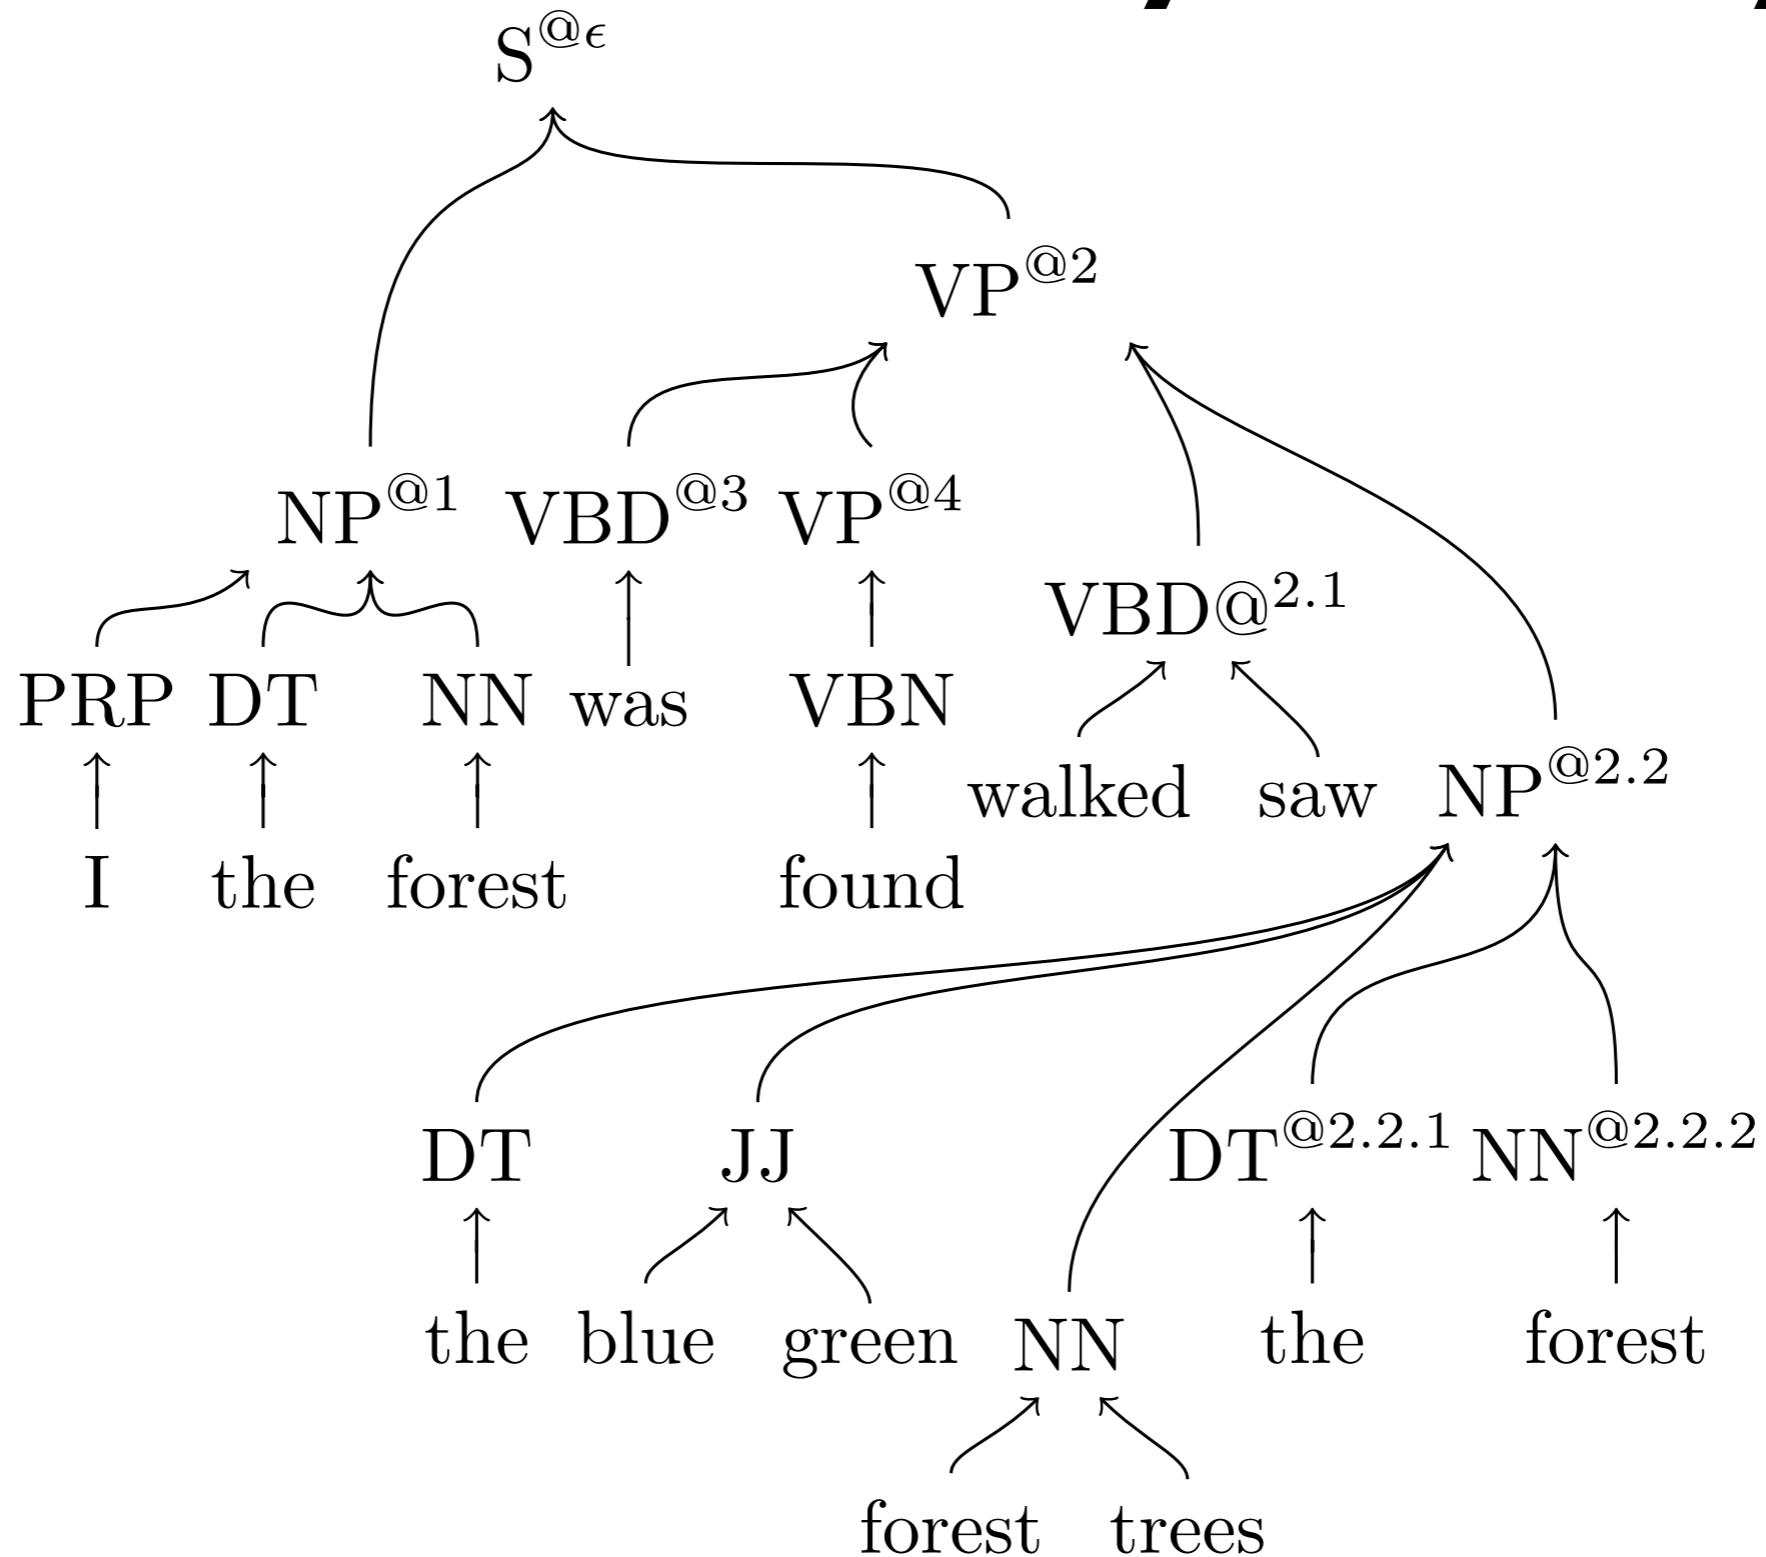 S^@ϵ
VP^@2
NP^@1 VBD^@3 VP^@4
VBD@^2.1
PRP DT NN was VBN
walked saw NP^@2.2
I the forest found
DT JJ DT^@2.2.1 NN^@2.2.2
the blue green NN the forest
forest trees